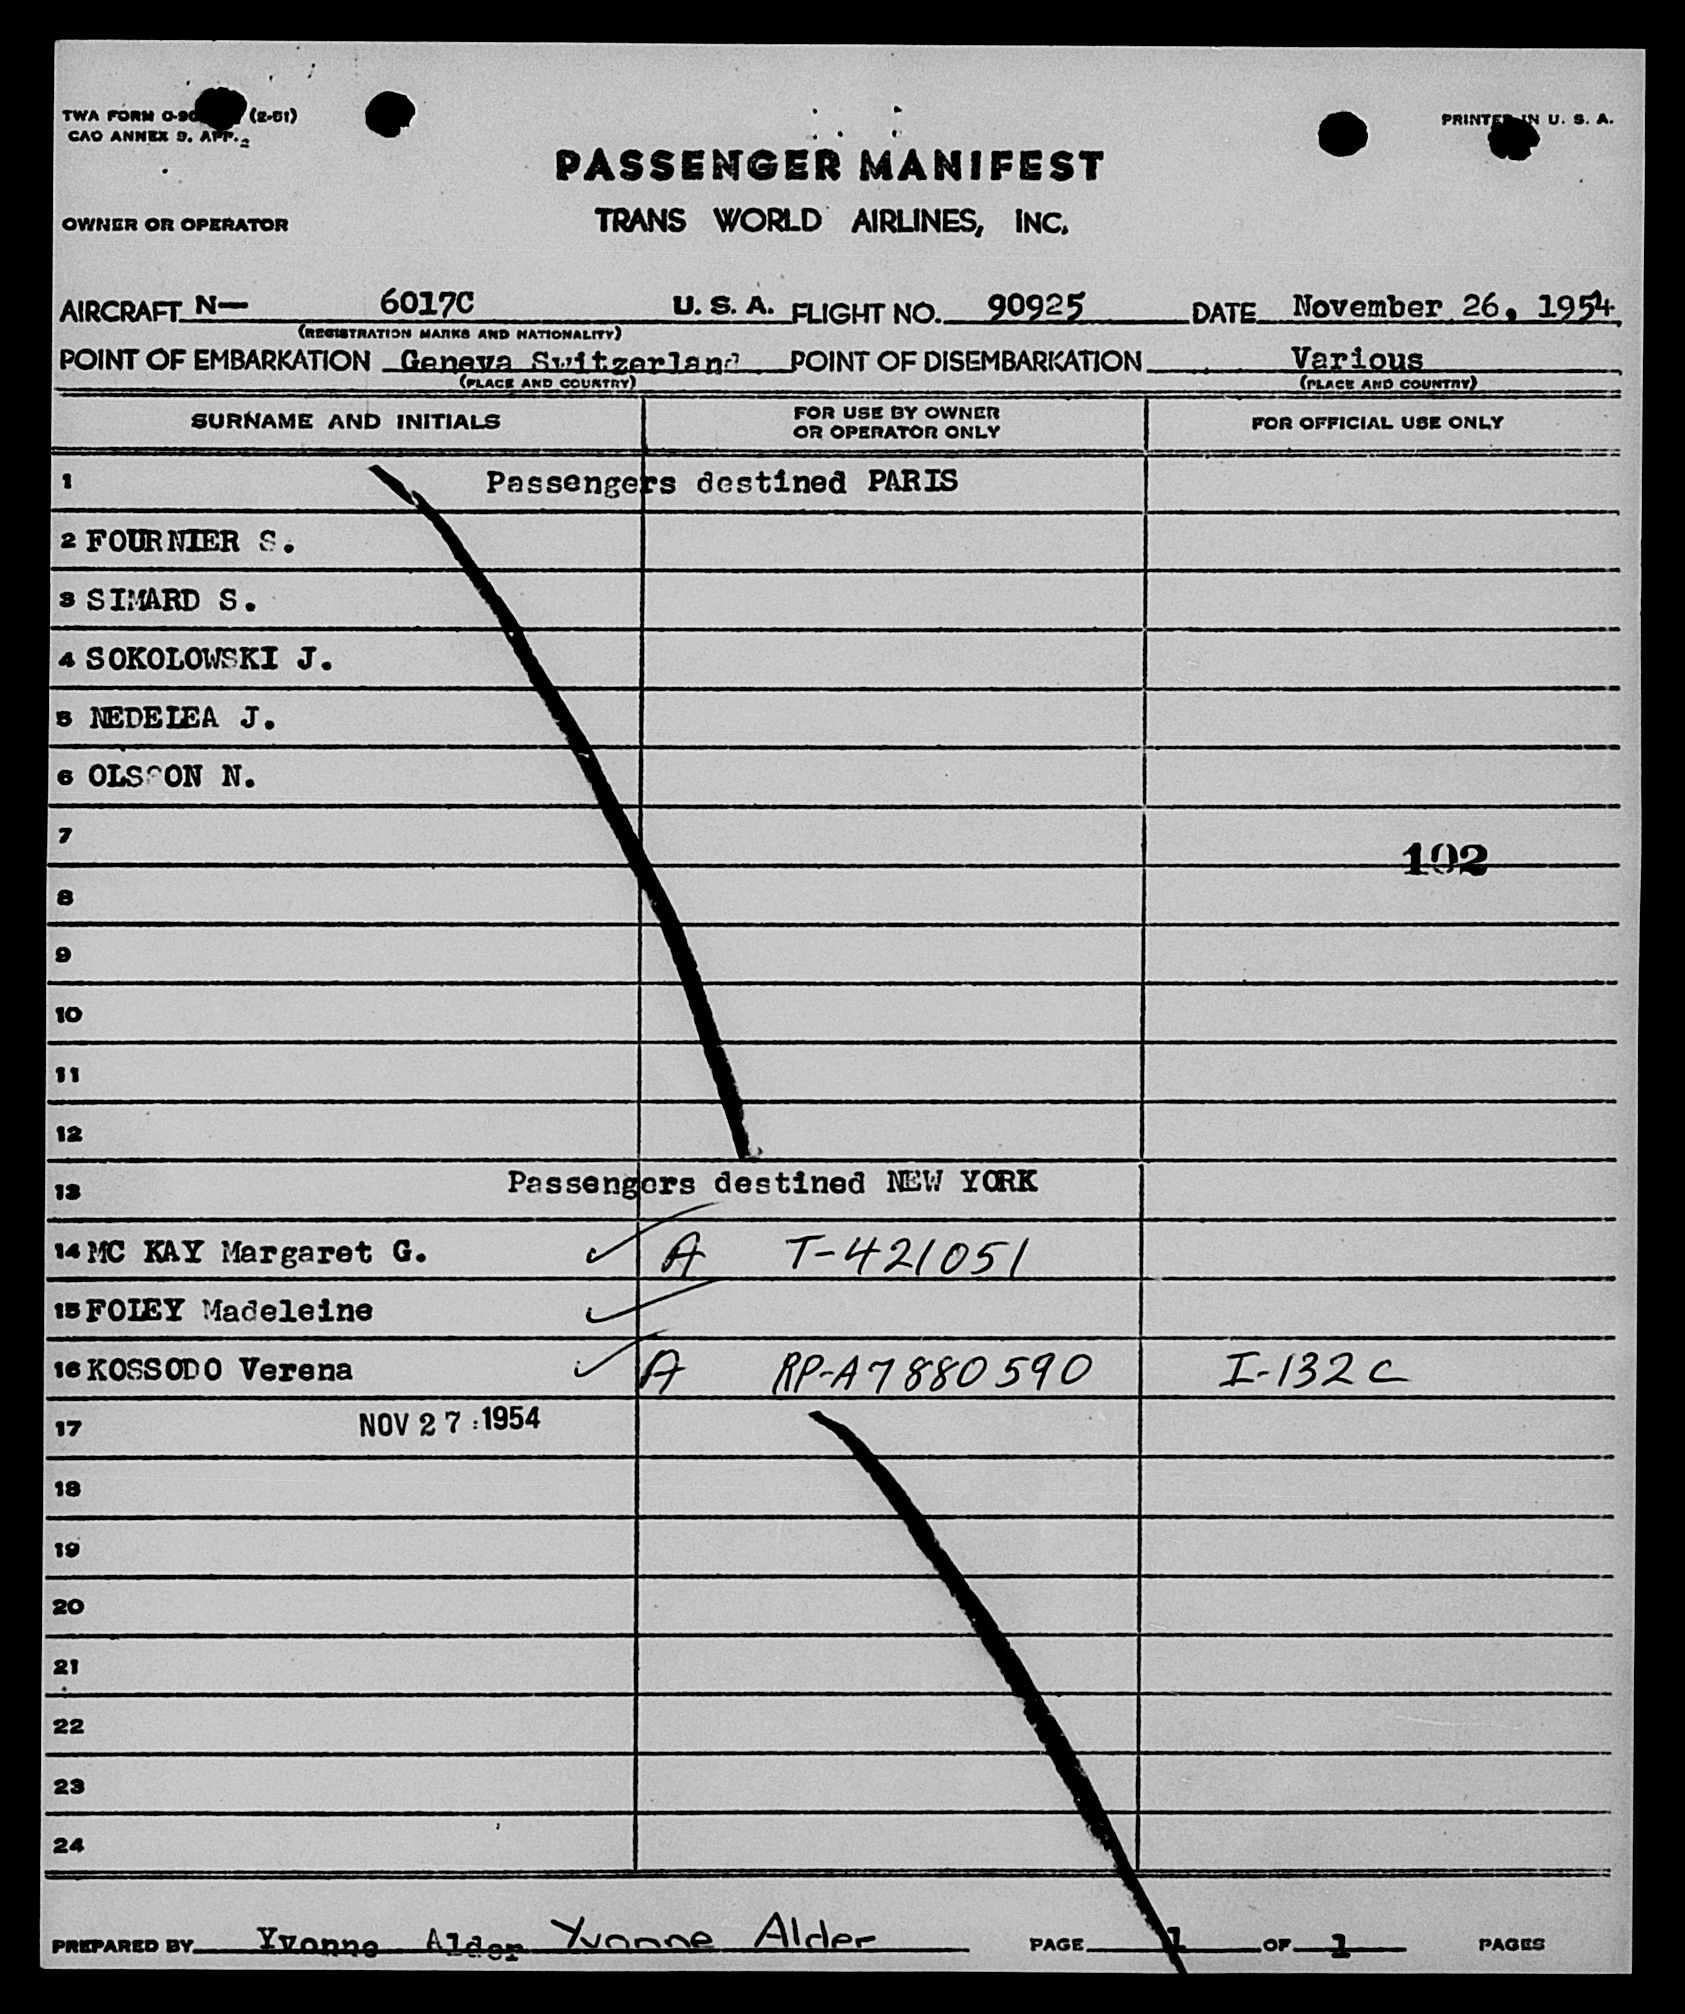 TWA FORM O-90 (2-51)
CAO ANNEX 9, APP. 2
PRINTED IN U. S. A.
PASSENGER MANIFEST
OWNER OR OPERATOR TRANS WORLD AIRLINES, INC.
AIRCRAFT N— 6017C U. S. A. FLIGHT NO. 90925 DATE November 26, 1954
(REGISTRATION MARKS AND NATIONALITY)
POINT OF EMBARKATION Geneva Switzerland POINT OF DISEMBARKATION Various
(PLACE AND COUNTRY) (PLACE AND COUNTRY)
SURNAME AND INITIALS FOR USE BY OWNER OR OPERATOR ONLY FOR OFFICIAL USE ONLY
1 Passengers destined PARIS
2 FOURNIER S.
3 SIMARD S.
4 SOKOLOWSKI J.
5 NEDELEA J.
6 OLSSON N.
7
102
8
9
10
11
12
13 Passengers destined NEW YORK
14 MC KAY Margaret G. ✓ A T-421051
15 FOLEY Madeleine ✓
16 KOSSODO Verena ✓ A RP-A7880590 I-132C
17 NOV 27 1954
18
19
20
21
22
23
24
PREPARED BY Yvonne Alder Yvonne Alder PAGE 1 OF 1 PAGES